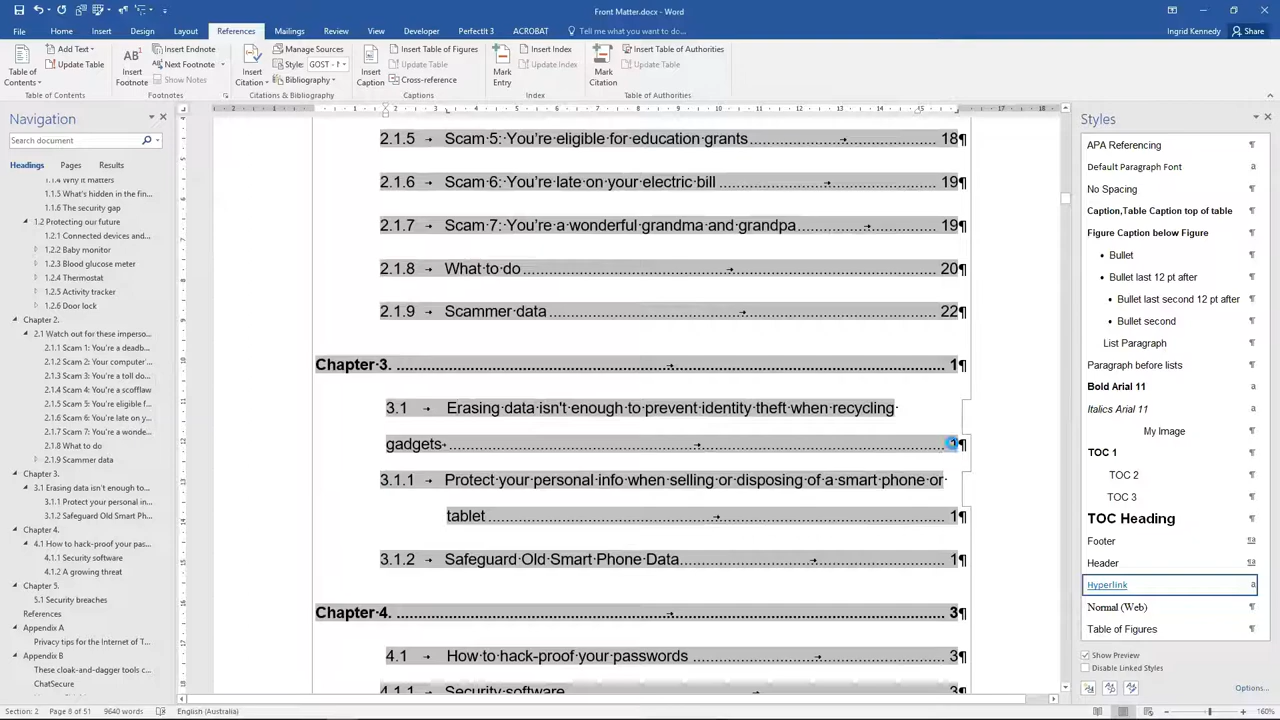 Front Matter.docx - Word
Ingrid Kennedy
Share
File Home Insert Design Layout References Mailings Review View Developer PerfectIt 3 ACROBAT Tell me what you want to do...
Table of Contents
Add Text
Update Table
Table of Contents
Insert Footnote
Insert Endnote
Next Footnote
Show Notes
Footnotes
Insert Citation
Manage Sources
Style: GOST - N
Bibliography
Citations & Bibliography
Insert Caption
Insert Table of Figures
Update Table
Cross-reference
Captions
Mark Entry
Insert Index
Update Index
Index
Mark Citation
Insert Table of Authorities
Update Table
Table of Authorities
Navigation
Search document
Headings Pages Results
1.1.4 Why it matters
1.1.5 What's hidden in the fin...
1.1.6 The security gap
1.2 Protecting our future
1.2.1 Connected devices and...
1.2.2 Baby monitor
1.2.3 Blood glucose meter
1.2.4 Thermostat
1.2.5 Activity tracker
1.2.6 Door lock
Chapter 2.
2.1 Watch out for these imperso...
2.1.1 Scam 1: You're a deadb...
2.1.2 Scam 2: Your computer'...
2.1.3 Scam 3: You're a toll do...
2.1.4 Scam 4: You're a scofflaw
2.1.5 Scam 5: You're eligible f...
2.1.6 Scam 6: You're late on y...
2.1.7 Scam 7: You're a wonde...
2.1.8 What to do
2.1.9 Scammer data
Chapter 3.
3.1 Erasing data isn't enough to...
3.1.1 Protect your personal in...
3.1.2 Safeguard Old Smart Ph...
Chapter 4.
4.1 How to hack-proof your pas...
4.1.1 Security software
4.1.2 A growing threat
Chapter 5.
5.1 Security breaches
References
Appendix A
Privacy tips for the Internet of T...
Appendix B
These cloak-and-dagger tools c...
ChatSecure
2.1.5 → Scam·5:·You're·eligible·for·education·grants → 18¶
2.1.6 → Scam·6:·You're·late·on·your·electric·bill → 19¶
2.1.7 → Scam·7:·You're·a·wonderful·grandma·and·grandpa → 19¶
2.1.8 → What·to·do → 20¶
2.1.9 → Scammer·data → 22¶
Chapter·3. → 1¶
3.1 → Erasing·data·isn't·enough·to·prevent·identity·theft·when·recycling·
gadgets· → ¶
3.1.1 → Protect·your·personal·info·when·selling·or·disposing·of·a·smart·phone·or·
tablet → 1¶
3.1.2 → Safeguard·Old·Smart·Phone·Data → 1¶
Chapter·4. → 3¶
4.1 → How·to·hack-proof·your·passwords → 3¶
4.1.1 → Security·software → 3¶
Styles
APA Referencing
Default Paragraph Font
No Spacing
Caption,Table Caption top of table
Figure Caption below Figure
• Bullet
• Bullet last 12 pt after
• Bullet last second 12 pt after
• Bullet second
List Paragraph
Paragraph before lists
Bold Arial 11
Italics Arial 11
My Image
TOC 1
TOC 2
TOC 3
TOC Heading
Footer
Header
Hyperlink
Normal (Web)
Table of Figures
Show Preview
Disable Linked Styles
Options...
Section: 2 Page 8 of 51 9640 words English (Australia) 160%